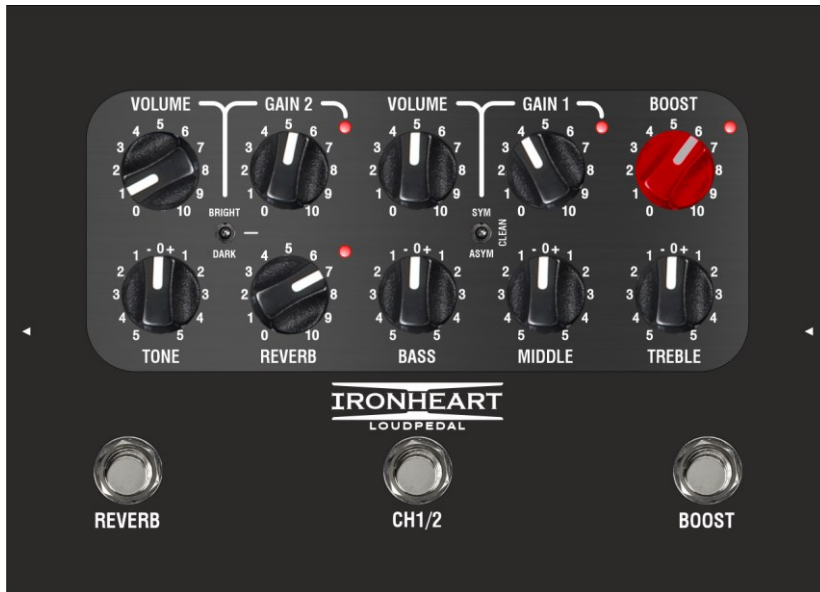 VOLUME GAIN 2 VOLUME GAIN 1 BOOST
0 1 2 3 4 5 6 7 8 9 10
0 1 2 3 4 5 6 7 8 9 10
0 1 2 3 4 5 6 7 8 9 10
0 1 2 3 4 5 6 7 8 9 10
0 1 2 3 4 5 6 7 8 9 10
BRIGHT
DARK
SYM
ASYM
CLEAN
5 4 3 2 1 - 0 + 1 2 3 4 5
0 1 2 3 4 5 6 7 8 9 10
5 4 3 2 1 - 0 + 1 2 3 4 5
5 4 3 2 1 - 0 + 1 2 3 4 5
5 4 3 2 1 - 0 + 1 2 3 4 5
TONE REVERB BASS MIDDLE TREBLE
IRONHEART
LOUDPEDAL
REVERB CH1/2 BOOST